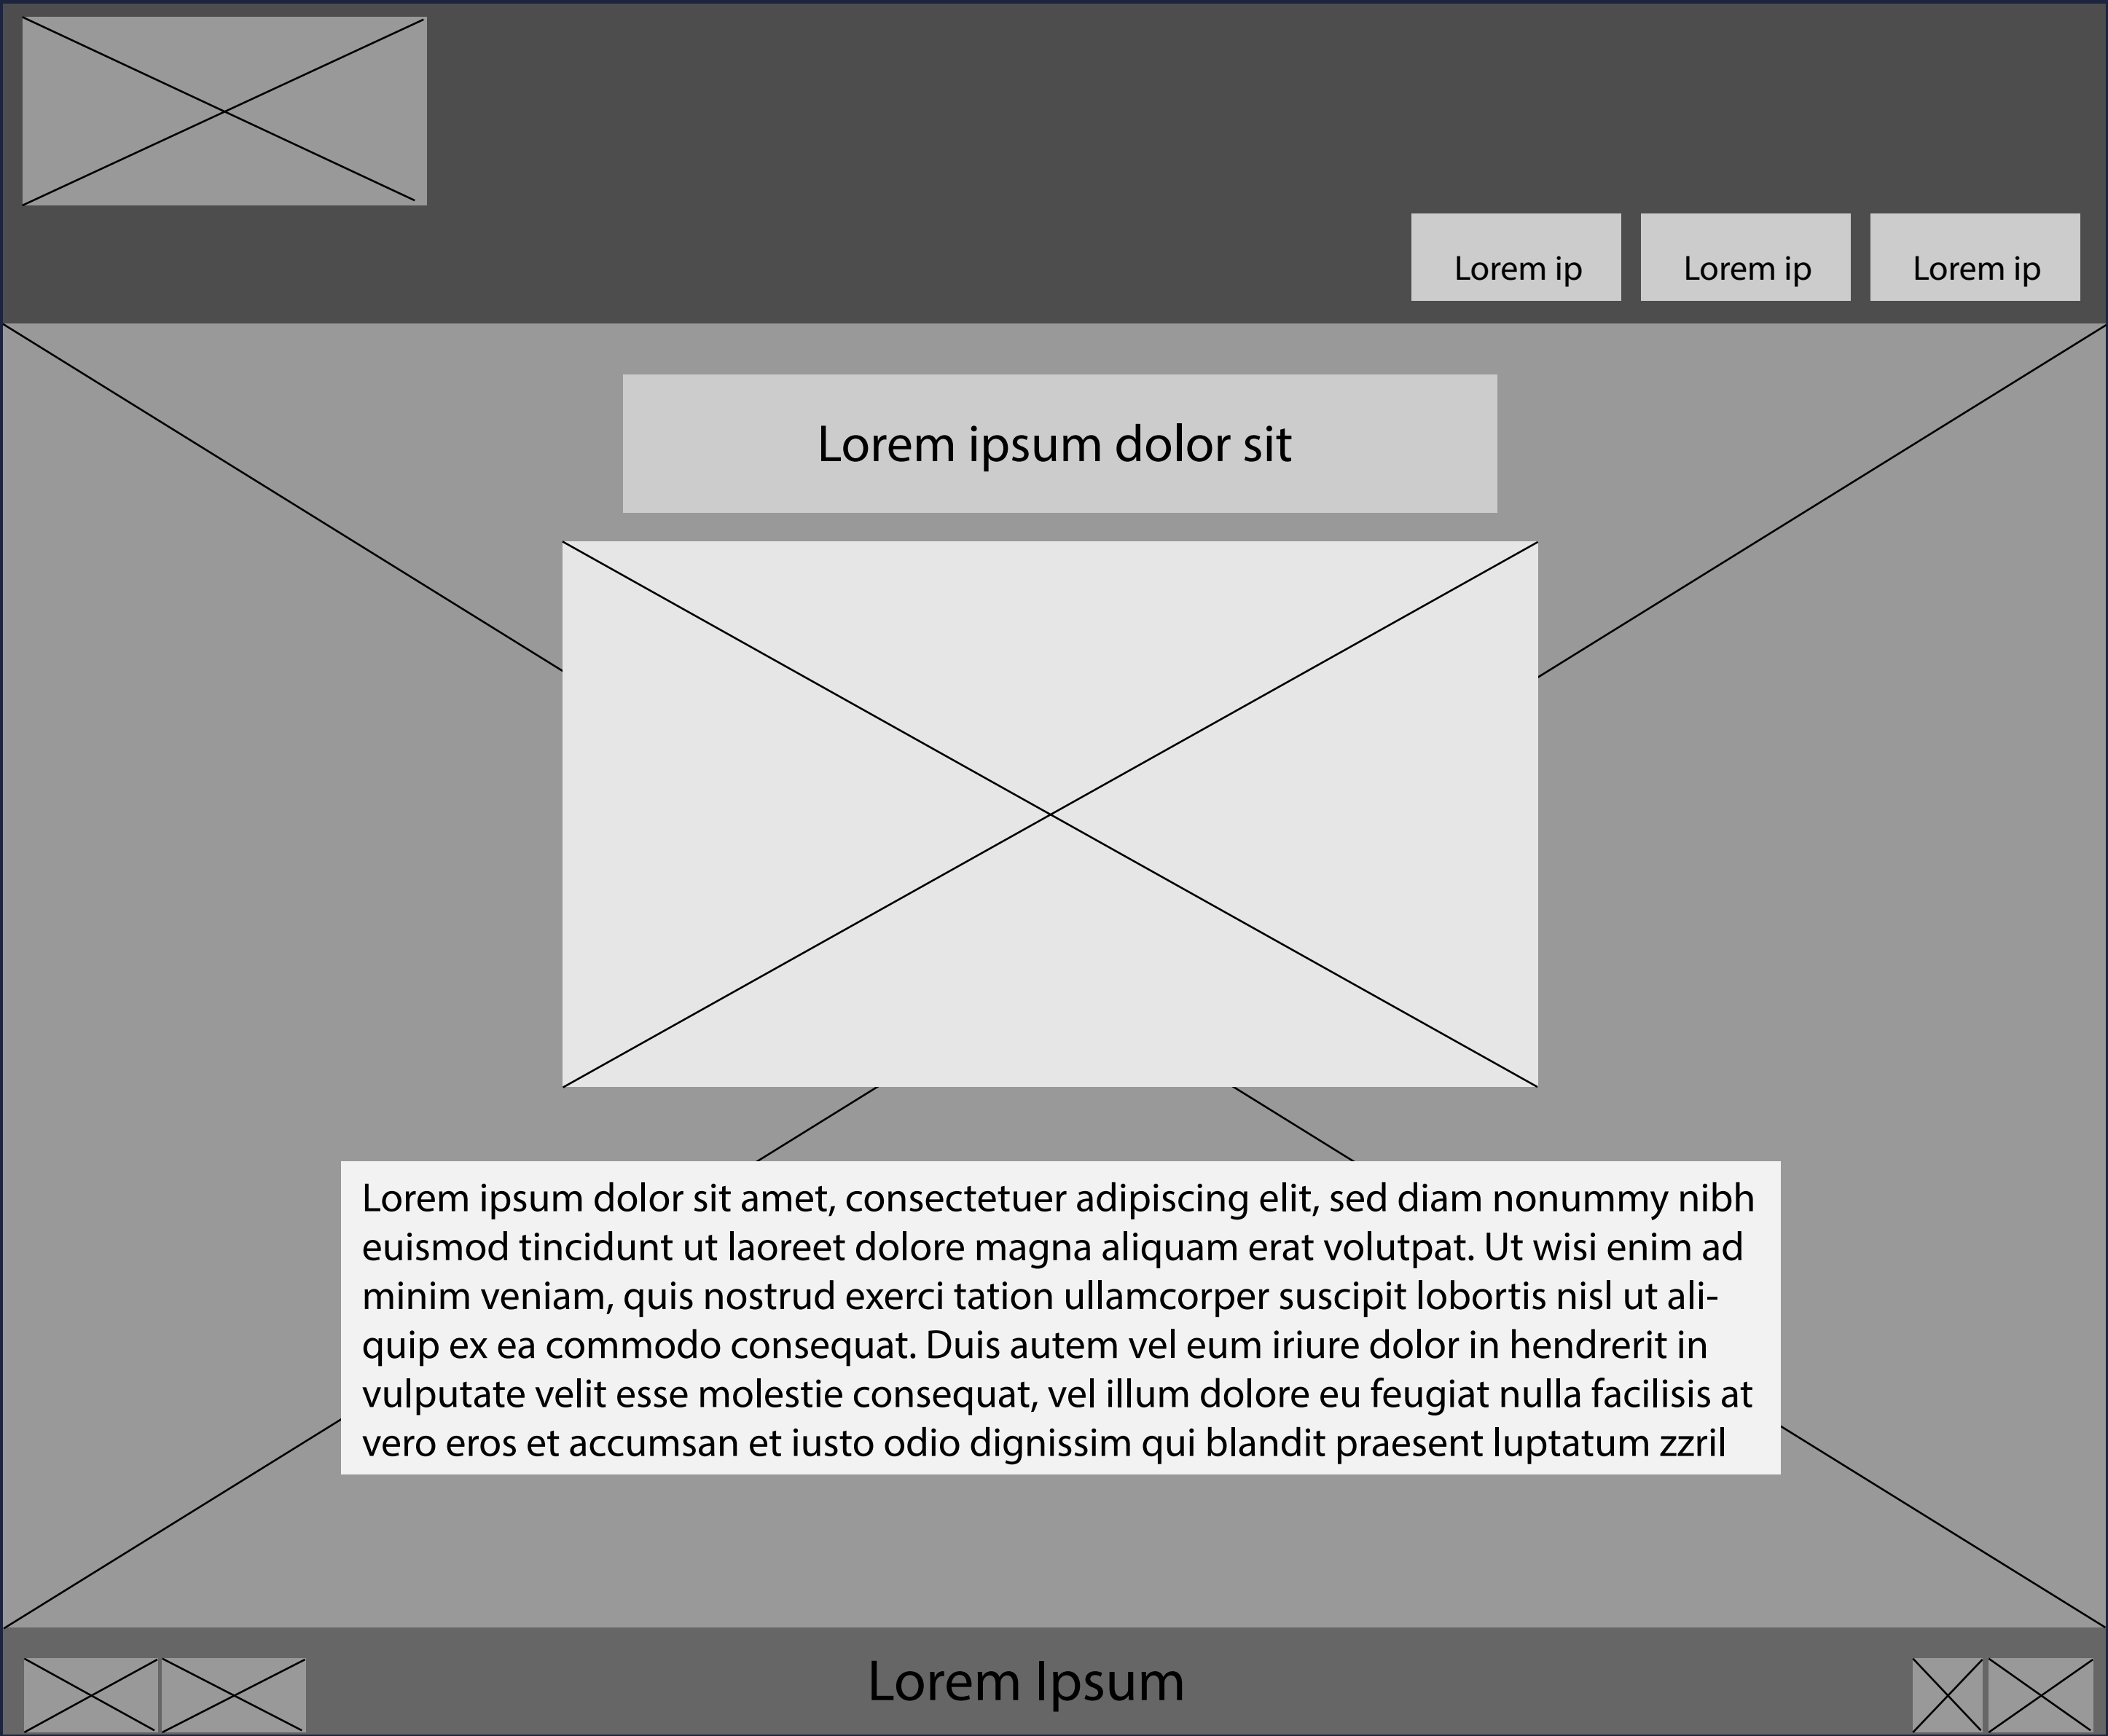 Lorem ip
Lorem ip
Lorem ip
Lorem ipsum dolor sit
Lorem ipsum dolor sit amet, consectetuer adipiscing elit, sed diam nonummy nibh
euismod tincidunt ut laoreet dolore magna aliquam erat volutpat. Ut wisi enim ad
minim veniam, quis nostrud exerci tation ullamcorper suscipit lobortis nisl ut ali-
quip ex ea commodo consequat. Duis autem vel eum iriure dolor in hendrerit in
vulputate velit esse molestie consequat, vel illum dolore eu feugiat nulla facilisis at
vero eros et accumsan et iusto odio dignissim qui blandit praesent luptatum zzril
Lorem Ipsum